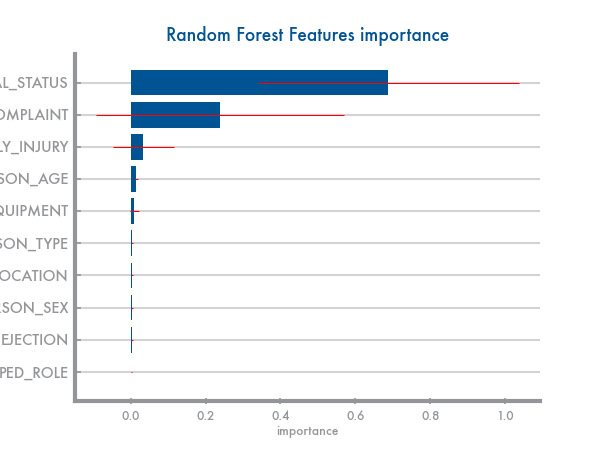 Random Forest Features importance
AL_STATUS
OMPLAINT
LY_INJURY
SON_AGE
QUIPMENT
SON_TYPE
OCATION
RSON_SEX
EJECTION
PED_ROLE
0.0 0.2 0.4 0.6 0.8 1.0
importance